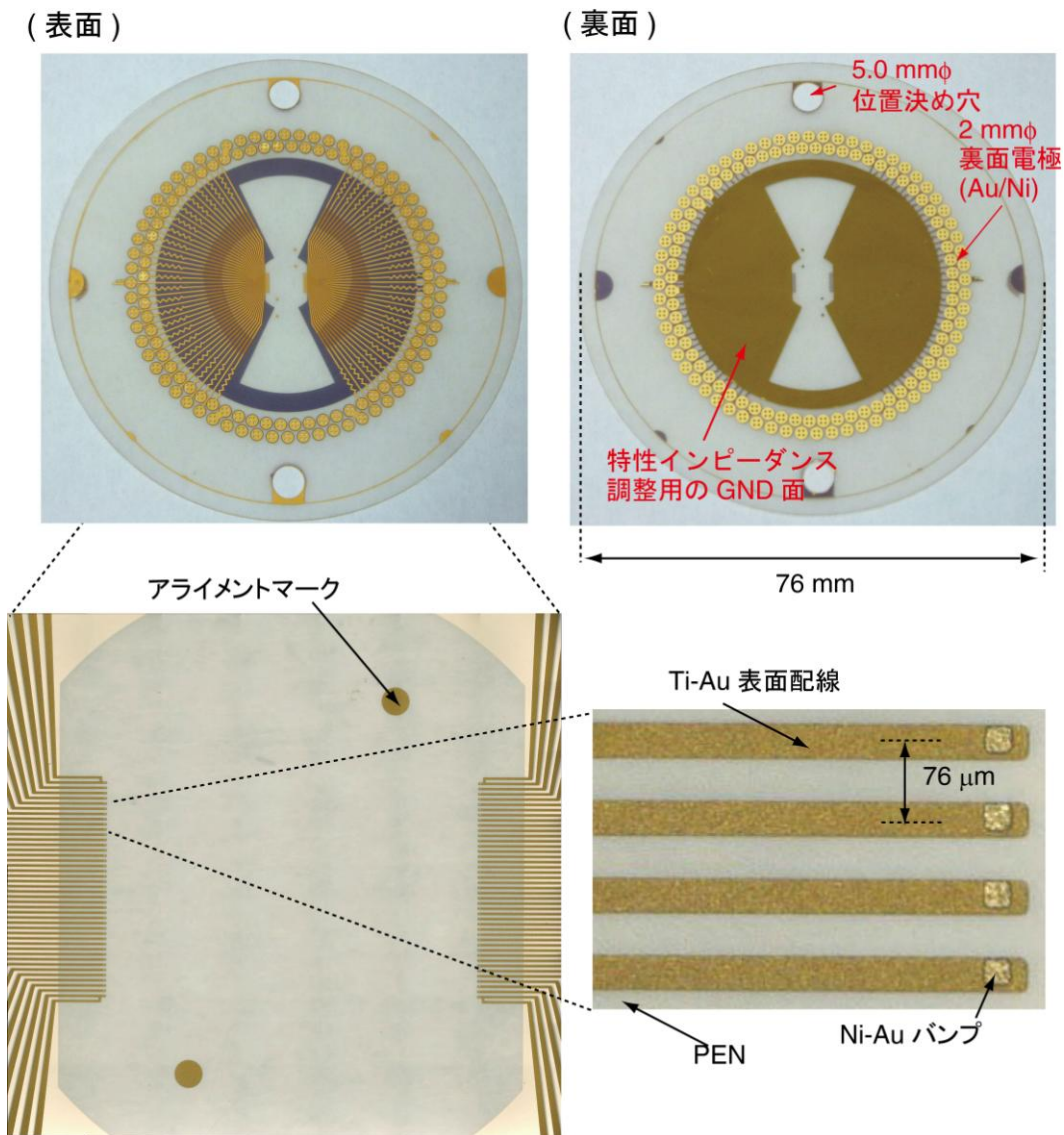 ( 表面 )
( 裏面 )
5.0 mmϕ
位置決め穴
2 mmϕ
裏面電極
(Au/Ni)
特性インピーダンス
調整用の GND 面
76 mm
アライメントマーク
Ti-Au 表面配線
76 μm
Ni-Au バンプ
PEN